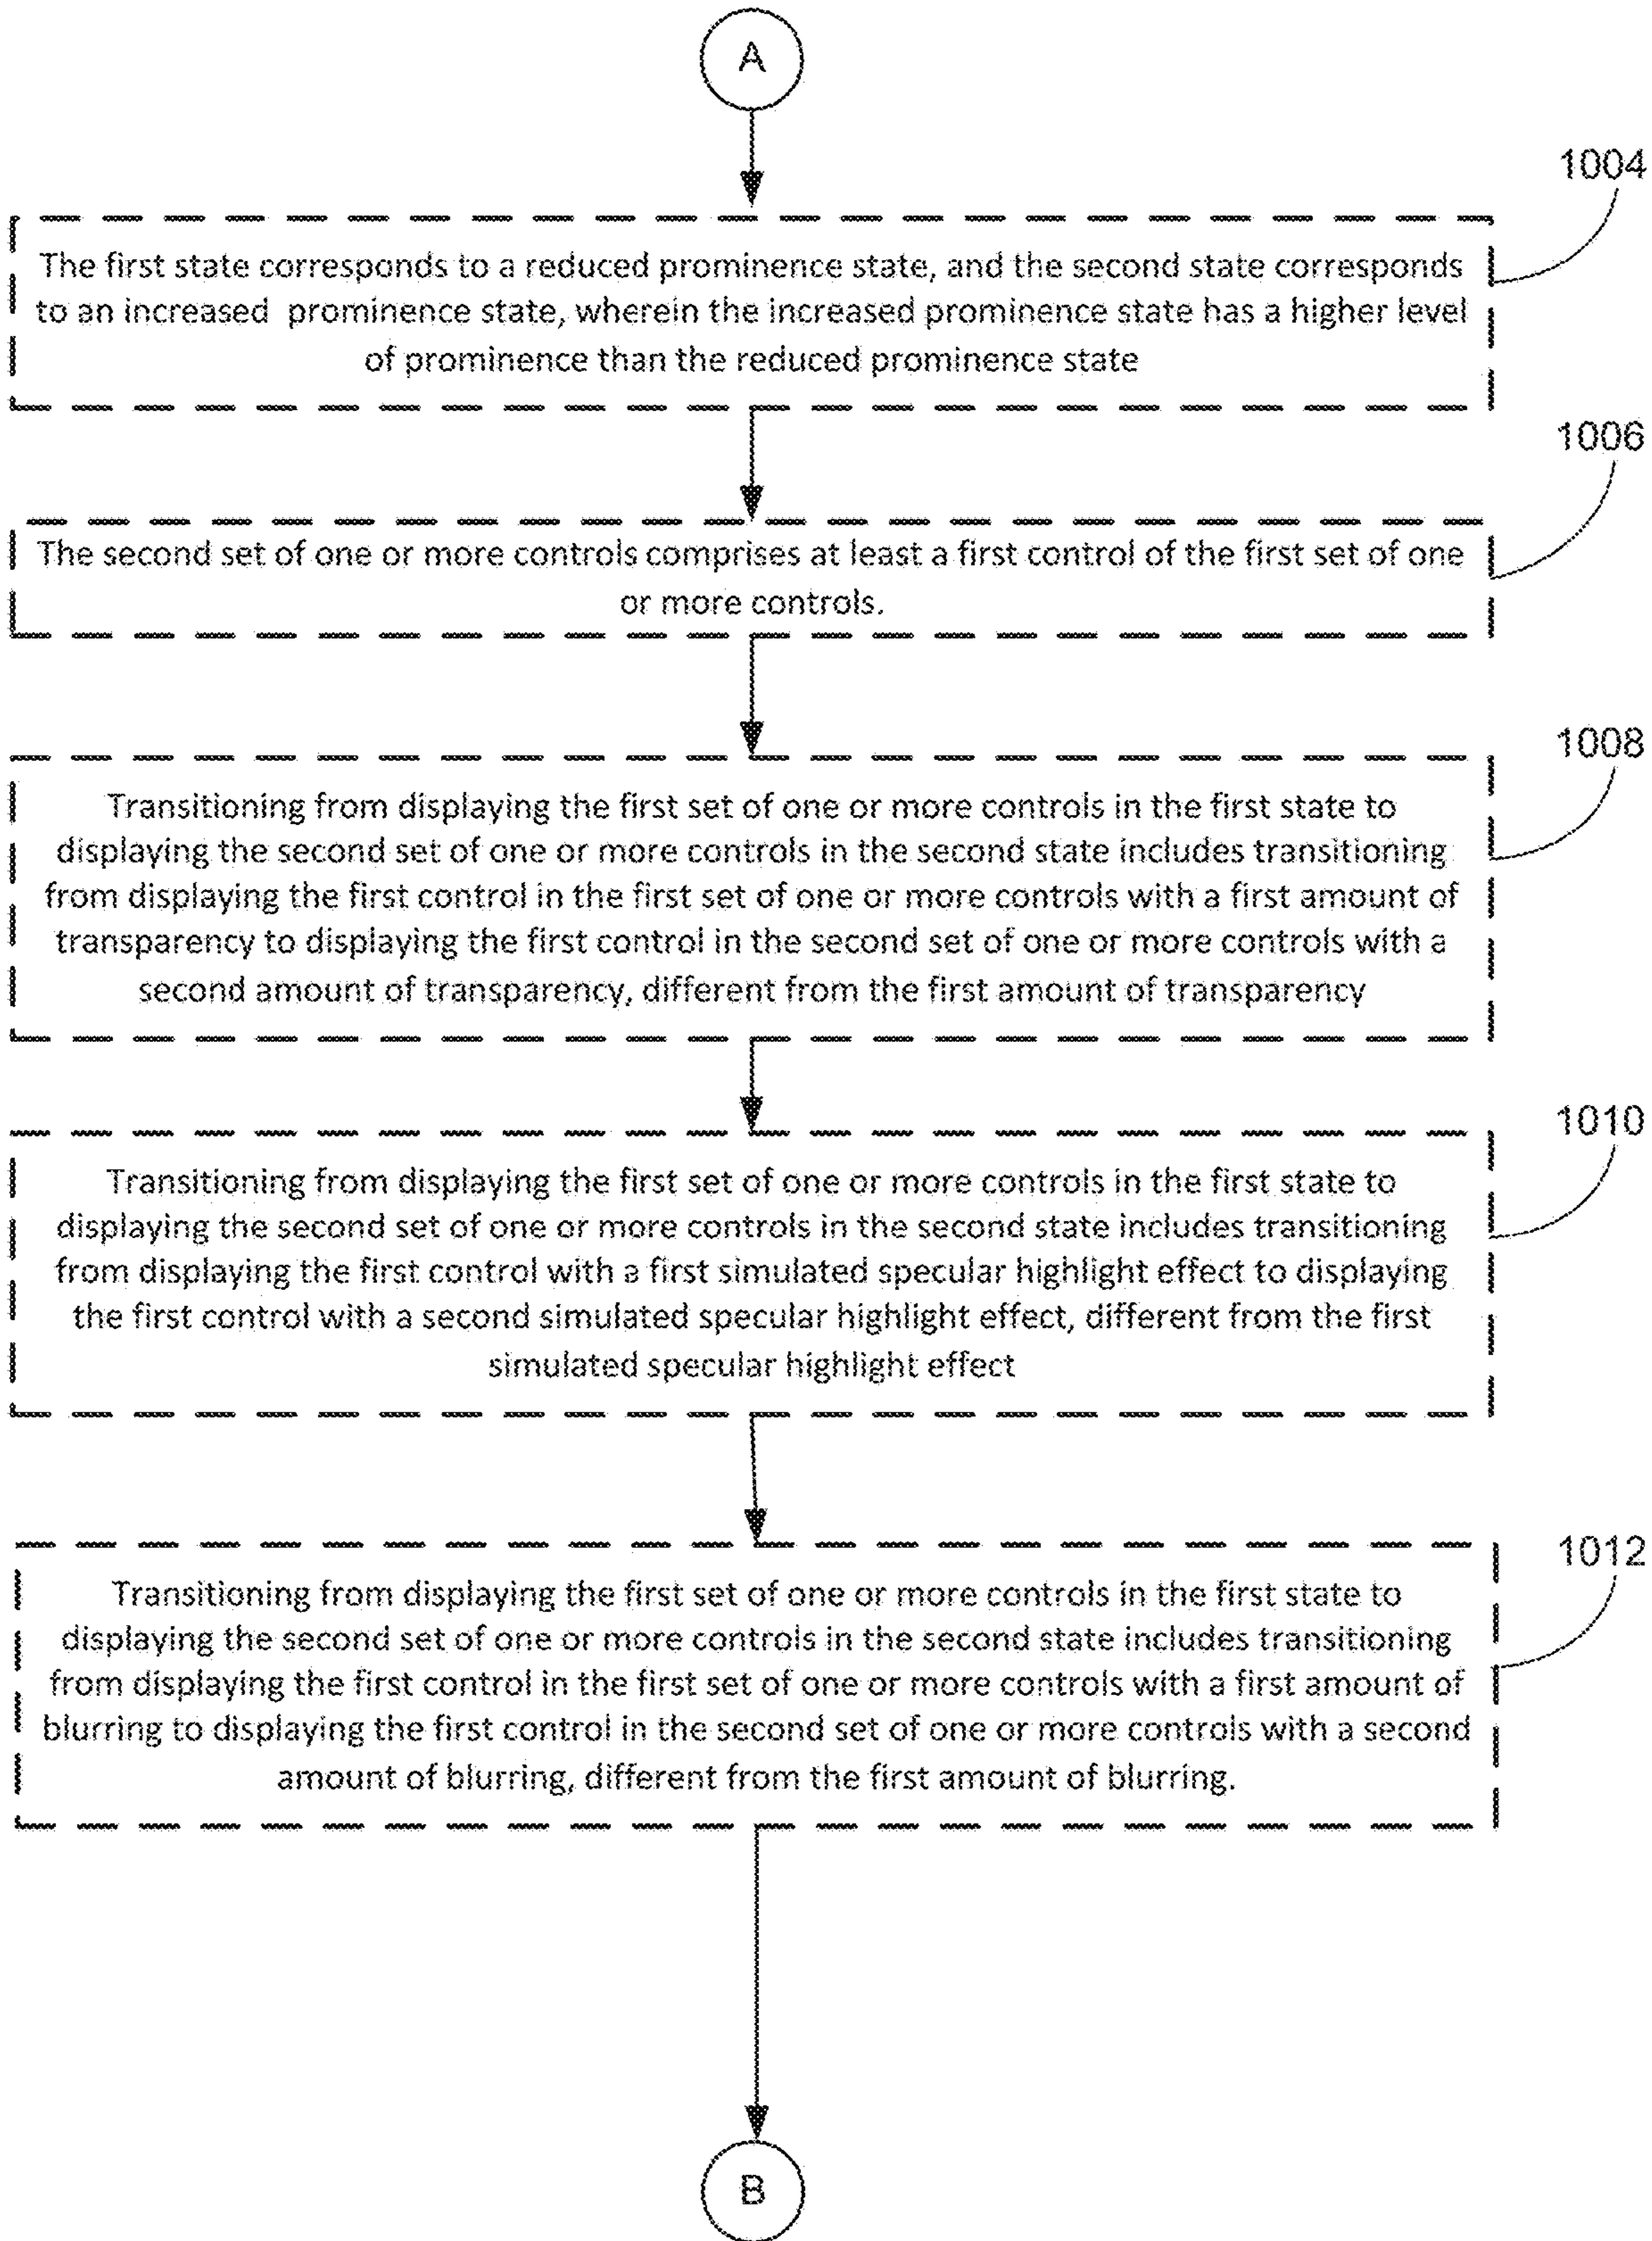 A
1004
The first state corresponds to a reduced prominence state, and the second state corresponds
to an increased prominence state, wherein the increased prominence state has a higher level
of prominence than the reduced prominence state
1006
The second set of one or more controls comprises at least a first control of the first set of one
or more controls.
1008
Transitioning from displaying the first set of one or more controls in the first state to
displaying the second set of one or more controls in the second state includes transitioning
from displaying the first control in the first set of one or more controls with a first amount of
transparency to displaying the first control in the second set of one or more controls with a
second amount of transparency, different from the first amount of transparency
1010
Transitioning from displaying the first set of one or more controls in the first state to
displaying the second set of one or more controls in the second state includes transitioning
from displaying the first control with a first simulated specular highlight effect to displaying
the first control with a second simulated specular highlight effect, different from the first
simulated specular highlight effect
1012
Transitioning from displaying the first set of one or more controls in the first state to
displaying the second set of one or more controls in the second state includes transitioning
from displaying the first control in the first set of one or more controls with a first amount of
blurring to displaying the first control in the second set of one or more controls with a second
amount of blurring, different from the first amount of blurring.
B